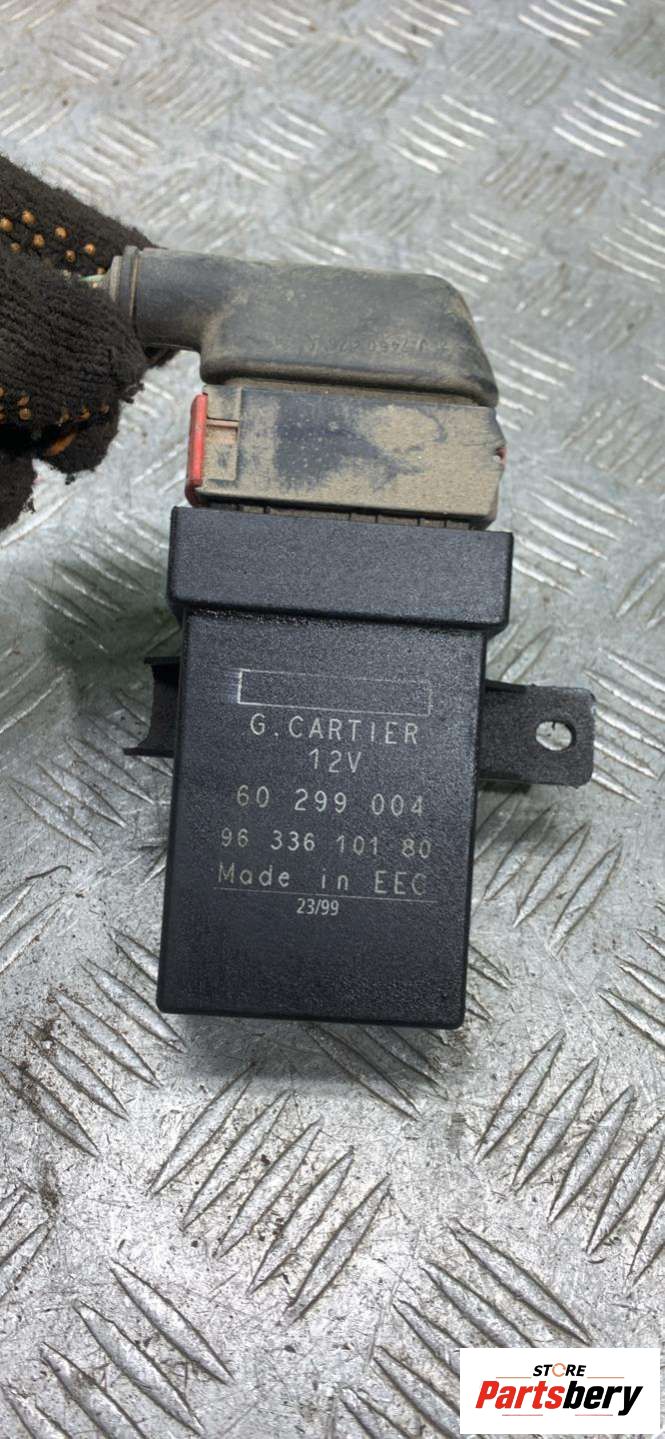 G. CARTIER
12V
60 299 004
96 336 101 80
Made in EEC
23/99
STORE
Partsbery